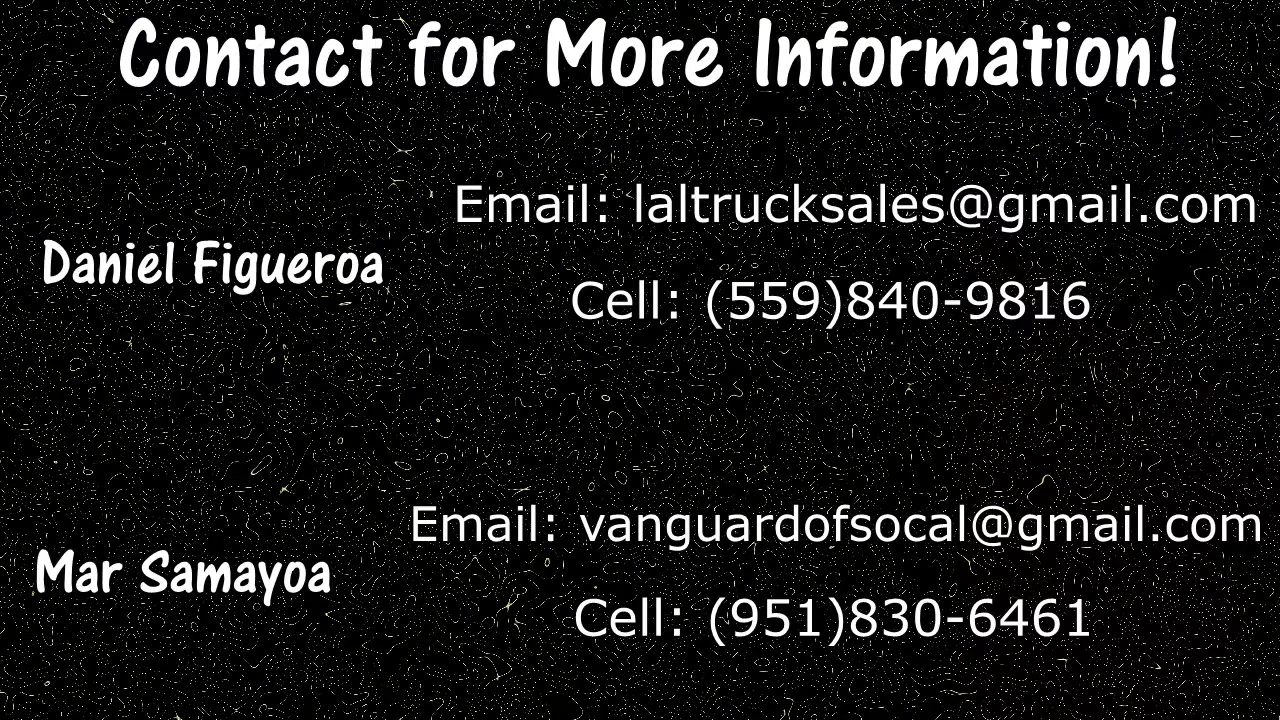 Contact for More Information!
Email: laltrucksales@gmail.com
Daniel Figueroa
Cell: (559)840-9816
Email: vanguardofsocal@gmail.com
Mar Samayoa
Cell: (951)830-6461